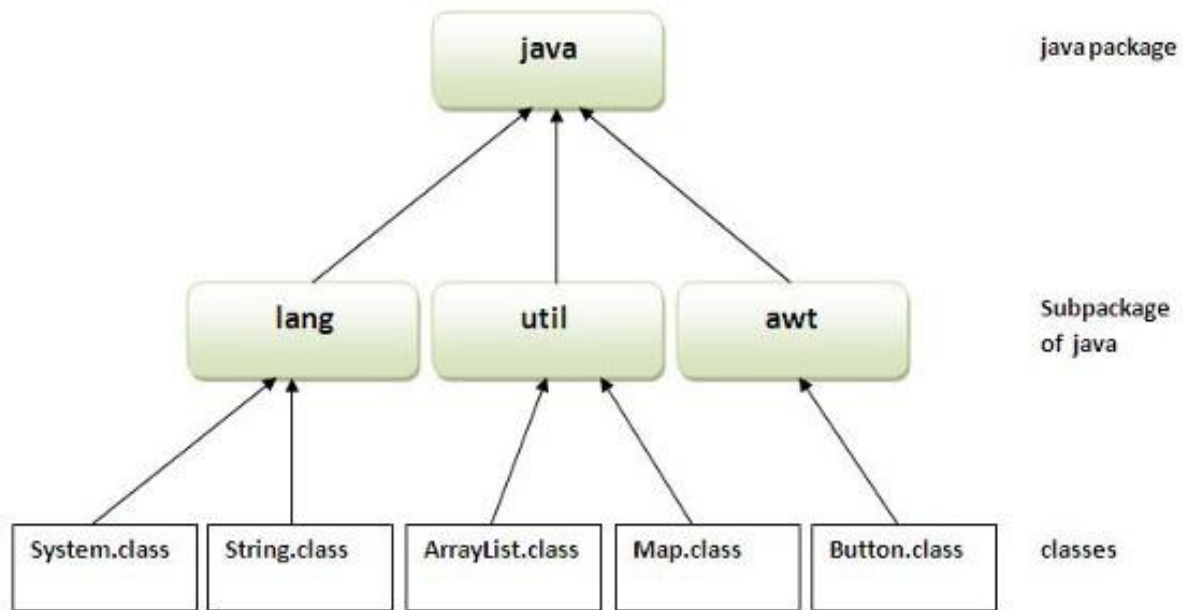 java
java package
lang
util
awt
Subpackage
of java
System.class
String.class
ArrayList.class
Map.class
Button.class
classes